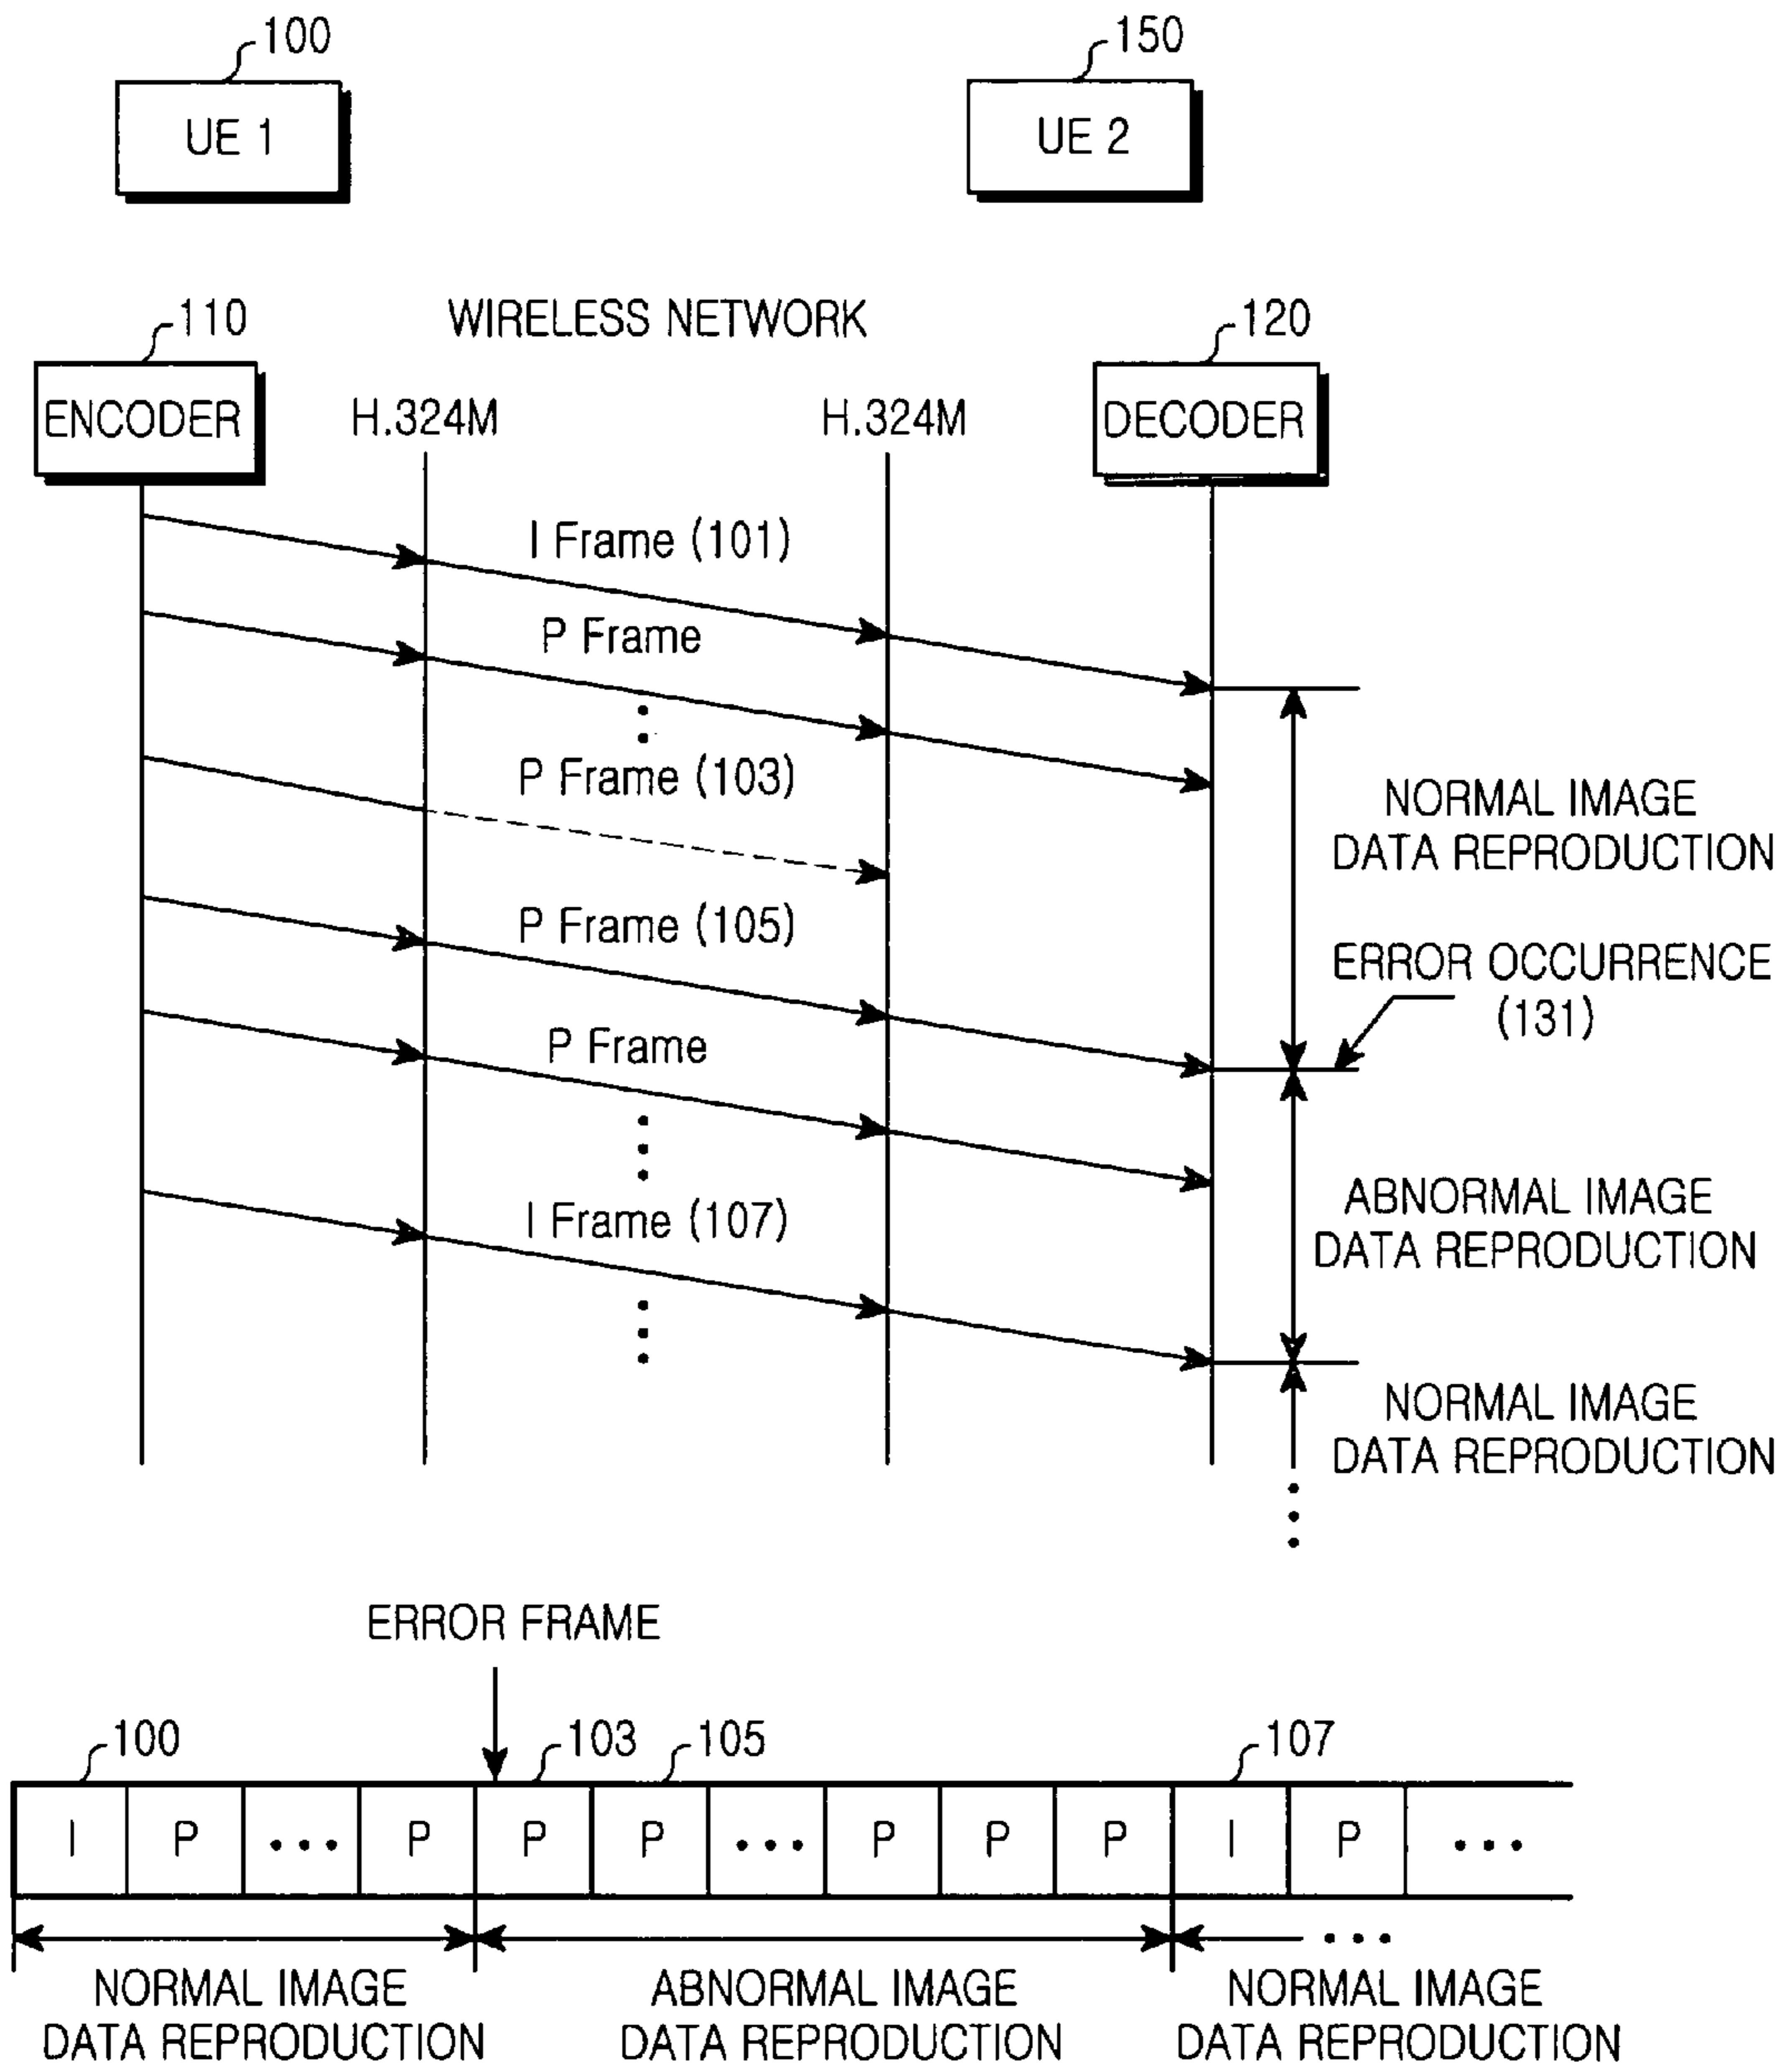 100
150
UE 1
UE 2
110
WIRELESS NETWORK
120
ENCODER
H.324M
H.324M
DECODER
I Frame (101)
P Frame
P Frame (103)
NORMAL IMAGE
DATA REPRODUCTION
P Frame (105)
ERROR OCCURRENCE
(131)
P Frame
ABNORMAL IMAGE
DATA REPRODUCTION
I Frame (107)
NORMAL IMAGE
DATA REPRODUCTION
ERROR FRAME
100
103
105
107
I P ••• P P P ••• P P P I P •••
•••
NORMAL IMAGE
DATA REPRODUCTION
ABNORMAL IMAGE
DATA REPRODUCTION
NORMAL IMAGE
DATA REPRODUCTION